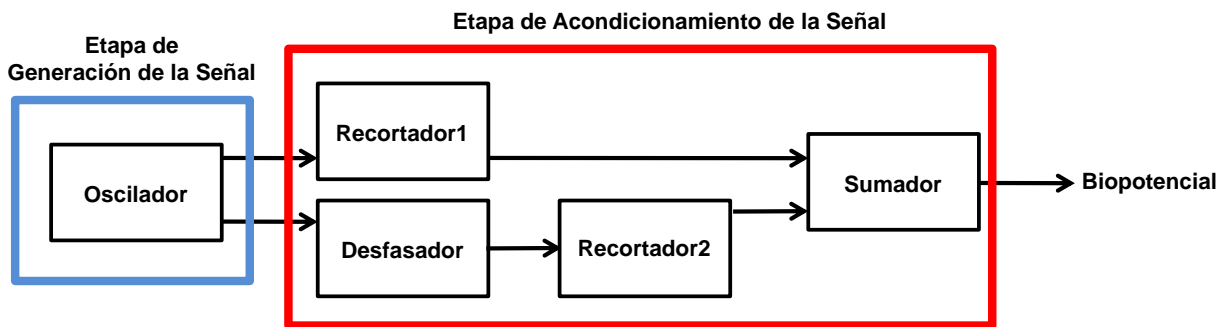 Etapa de Acondicionamiento de la Señal
Etapa de
Generación de la Señal
Recortador1
Oscilador
Sumador
Biopotencial
Desfasador
Recortador2